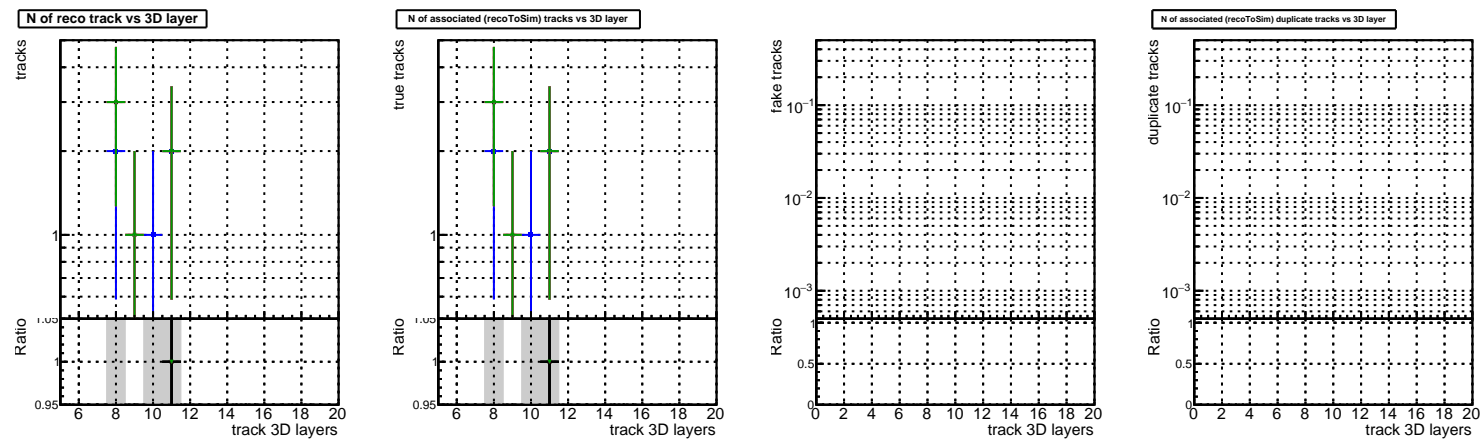 N of reco track vs 3D layer
tracks
1
Ratio
1.05
1
0.95
6 8 10 12 14 16 18 20
track 3D layers
N of associated (recoToSim) tracks vs 3D layer
true tracks
1
Ratio
1.05
1
0.95
6 8 10 12 14 16 18 20
track 3D layers
fake tracks
10⁻¹
10⁻²
10⁻³
Ratio
1
0.5
0
0 2 4 6 8 10 12 14 16 18 20
track 3D layers
N of associated (recoToSim) duplicate tracks vs 3D layer
duplicate tracks
10⁻¹
10⁻²
10⁻³
Ratio
1
0.5
0
0 2 4 6 8 10 12 14 16 18 20
track 3D layers